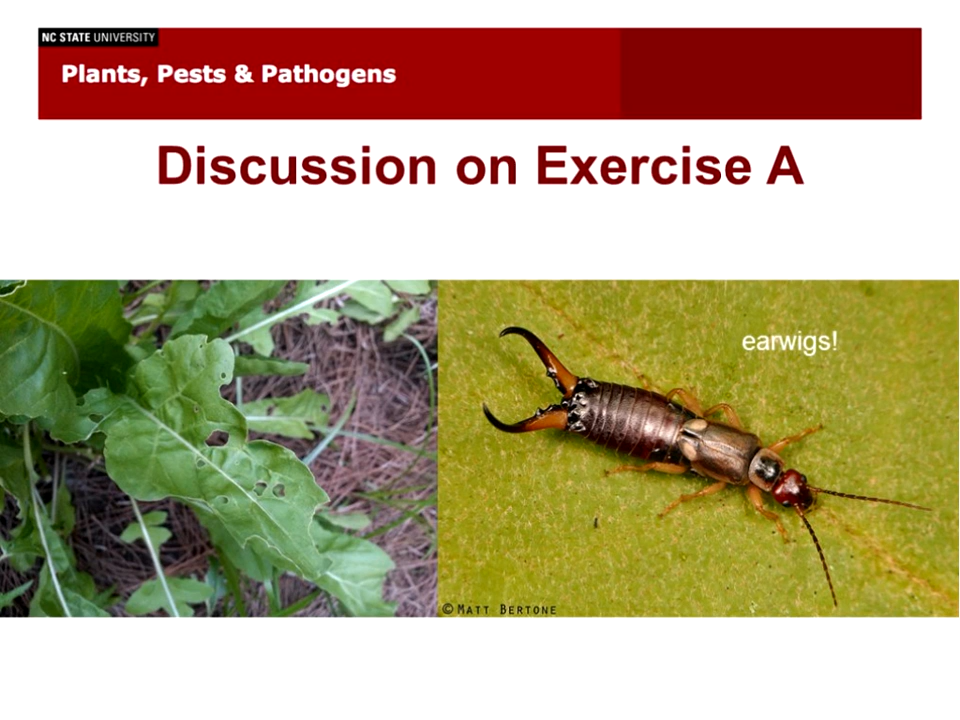 NC STATE UNIVERSITY
Plants, Pests & Pathogens
Discussion on Exercise A
earwigs!
© MATT BERTONE